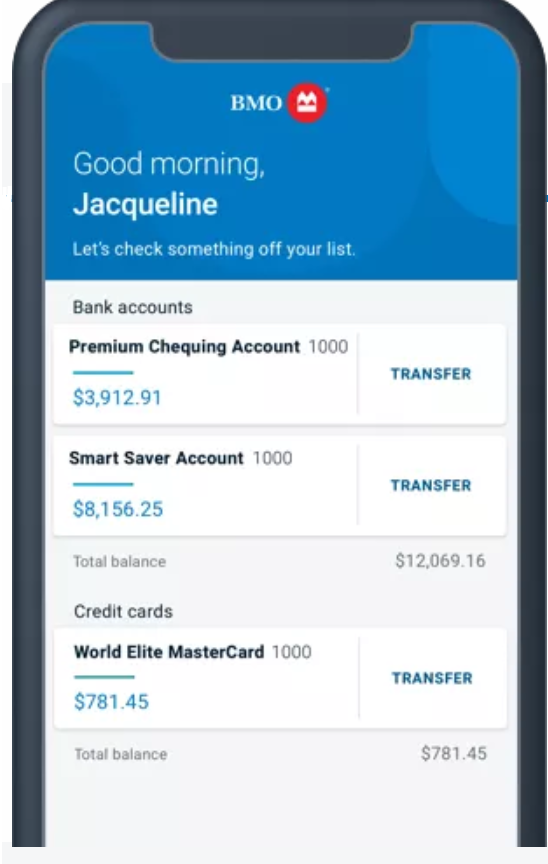 BMO
Good morning,
Jacqueline
Let's check something off your list.
Bank accounts
Premium Chequing Account 1000
TRANSFER
$3,912.91
Smart Saver Account 1000
TRANSFER
$8,156.25
Total balance $12,069.16
Credit cards
World Elite MasterCard 1000
TRANSFER
$781.45
Total balance $781.45